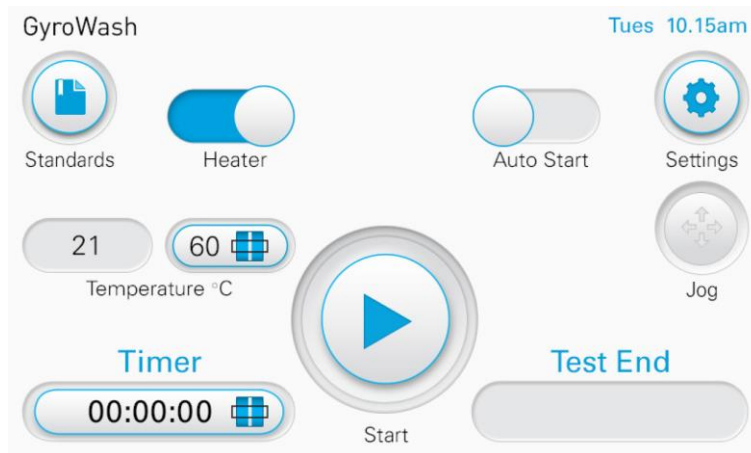 GyroWash
Tues 10.15am
Standards
Heater
Auto Start
Settings
21
60
Temperature °C
Jog
Timer
Test End
00:00:00
Start